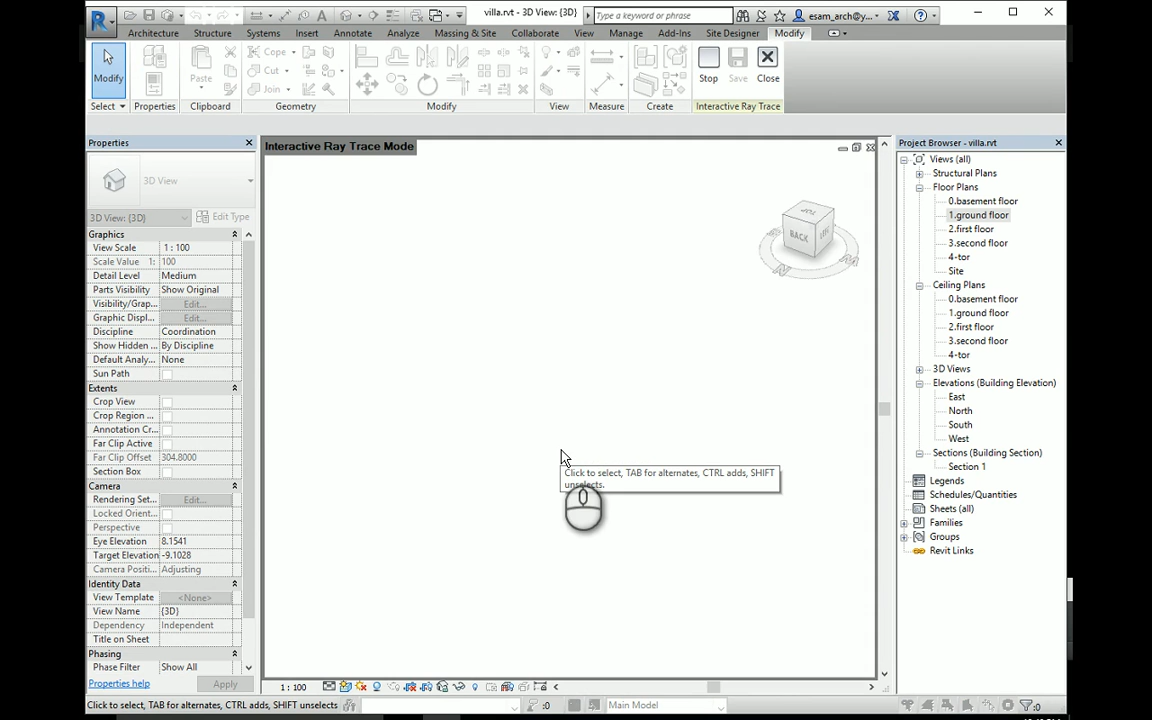 villa.rvt - 3D View: {3D}
Type a keyword or phrase
esam_arch@y...
Architecture Structure Systems Insert Annotate Analyze Massing & Site Collaborate View Manage Add-Ins Site Designer Modify
Modify
Paste
Cope
Cut
Join
Stop Save Close
Select Properties Clipboard Geometry Modify View Measure Create Interactive Ray Trace
Properties
3D View
3D View: {3D} Edit Type
Graphics
View Scale 1 : 100
Scale Value 1: 100
Detail Level Medium
Parts Visibility Show Original
Visibility/Grap... Edit...
Graphic Displ... Edit...
Discipline Coordination
Show Hidden ... By Discipline
Default Analy... None
Sun Path
Extents
Crop View
Crop Region ...
Annotation Cr...
Far Clip Active
Far Clip Offset 304.8000
Section Box
Camera
Rendering Set... Edit...
Locked Orient...
Perspective
Eye Elevation 8.1541
Target Elevation -9.1028
Camera Positi... Adjusting
Identity Data
View Template <None>
View Name {3D}
Dependency Independent
Title on Sheet
Phasing
Phase Filter Show All
Properties help Apply
Interactive Ray Trace Mode
TOP
BACK
N
Click to select, TAB for alternates, CTRL adds, SHIFT
unselects.
1 : 100
Project Browser - villa.rvt
Views (all)
Structural Plans
Floor Plans
0.basement floor
1.ground floor
2.first floor
3.second floor
4-tor
Site
Ceiling Plans
0.basement floor
1.ground floor
2.first floor
3.second floor
4-tor
3D Views
Elevations (Building Elevation)
East
North
South
West
Sections (Building Section)
Section 1
Legends
Schedules/Quantities
Sheets (all)
Families
Groups
Revit Links
Click to select, TAB for alternates, CTRL adds, SHIFT unselects
:0
Main Model
:0